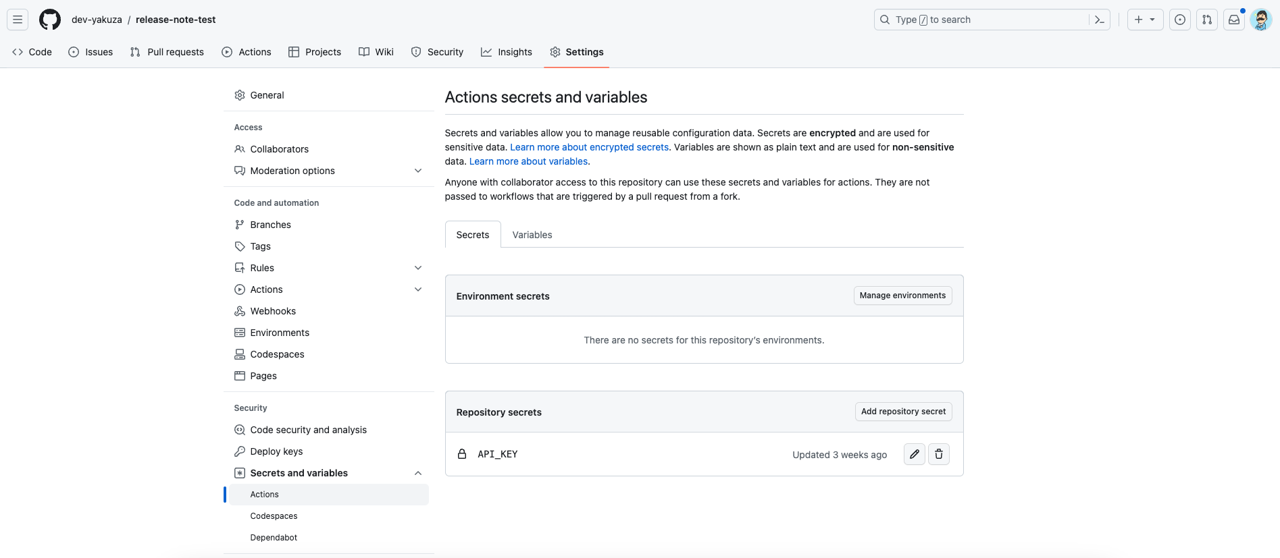 dev-yakuza / release-note-test
Type / to search
Code Issues Pull requests Actions Projects Wiki Security Insights Settings
General
Access
Collaborators
Moderation options
Code and automation
Branches
Tags
Rules
Actions
Webhooks
Environments
Codespaces
Pages
Security
Code security and analysis
Deploy keys
Secrets and variables
Actions
Codespaces
Dependabot
Actions secrets and variables
Secrets and variables allow you to manage reusable configuration data. Secrets are encrypted and are used for
sensitive data. Learn more about encrypted secrets. Variables are shown as plain text and are used for non-sensitive
data. Learn more about variables.
Anyone with collaborator access to this repository can use these secrets and variables for actions. They are not
passed to workflows that are triggered by a pull request from a fork.
Secrets Variables
Environment secrets Manage environments
There are no secrets for this repository's environments.
Repository secrets Add repository secret
API_KEY Updated 3 weeks ago